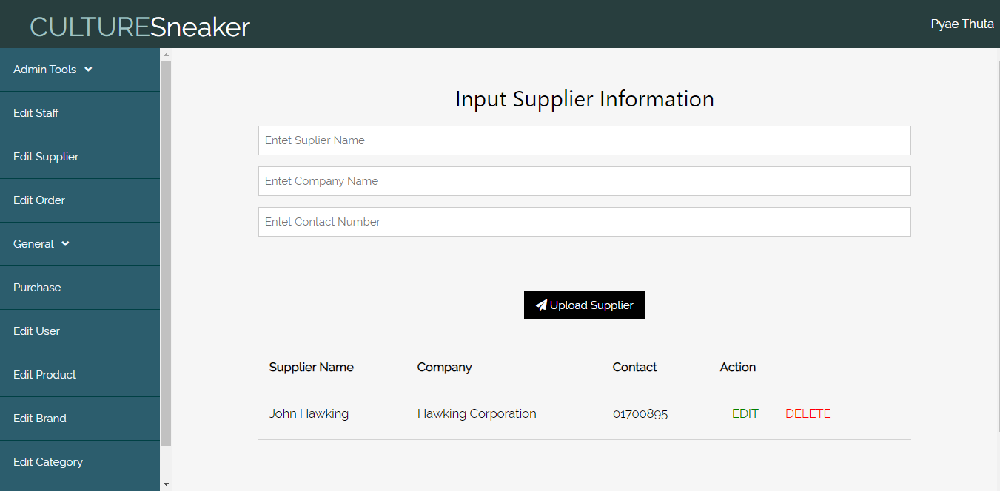 CULTURESneaker
Pyae Thuta
Admin Tools
Edit Staff
Edit Supplier
Edit Order
General
Purchase
Edit User
Edit Product
Edit Brand
Edit Category
Input Supplier Information
Entet Suplier Name
Entet Company Name
Entet Contact Number
Upload Supplier
Supplier Name Company Contact Action
John Hawking Hawking Corporation 01700895 EDIT DELETE